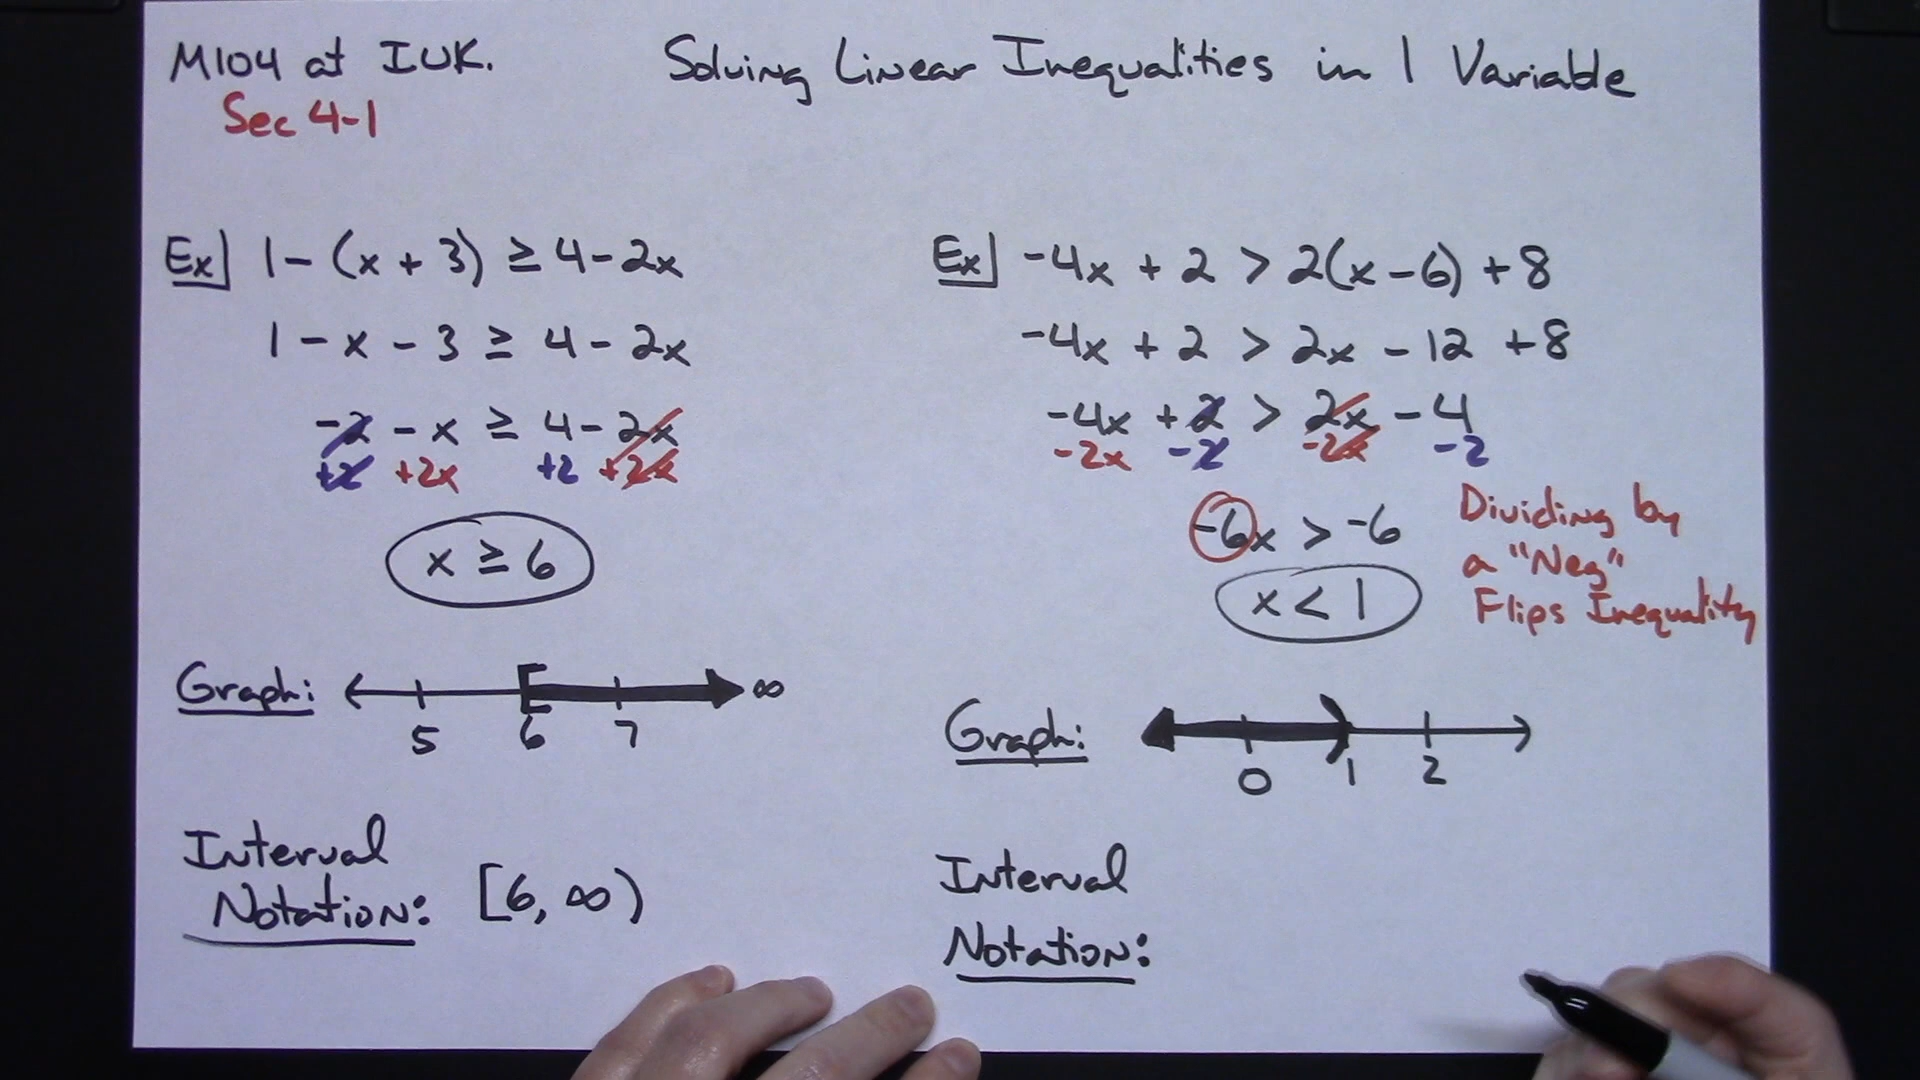 M104 at IUK.
Sec 4-1
Solving Linear Inequalities in 1 Variable
Ex] 1-(x+3) ≥ 4-2x
1-x-3 ≥ 4-2x
-2-x ≥ 4-2x
+2 +2x +2 +2x
x ≥ 6
Graph: ∞
5 6 7
Interval
Notation: [6, ∞)
Ex] -4x + 2 > 2(x-6) +8
-4x + 2 > 2x - 12 +8
-4x + 2 > 2x - 4
-2x -2 -2x -2
-6x > -6
x < 1
Dividing by
a "Neg"
Flips Inequality
Graph:
0 1 2
Interval
Notation: